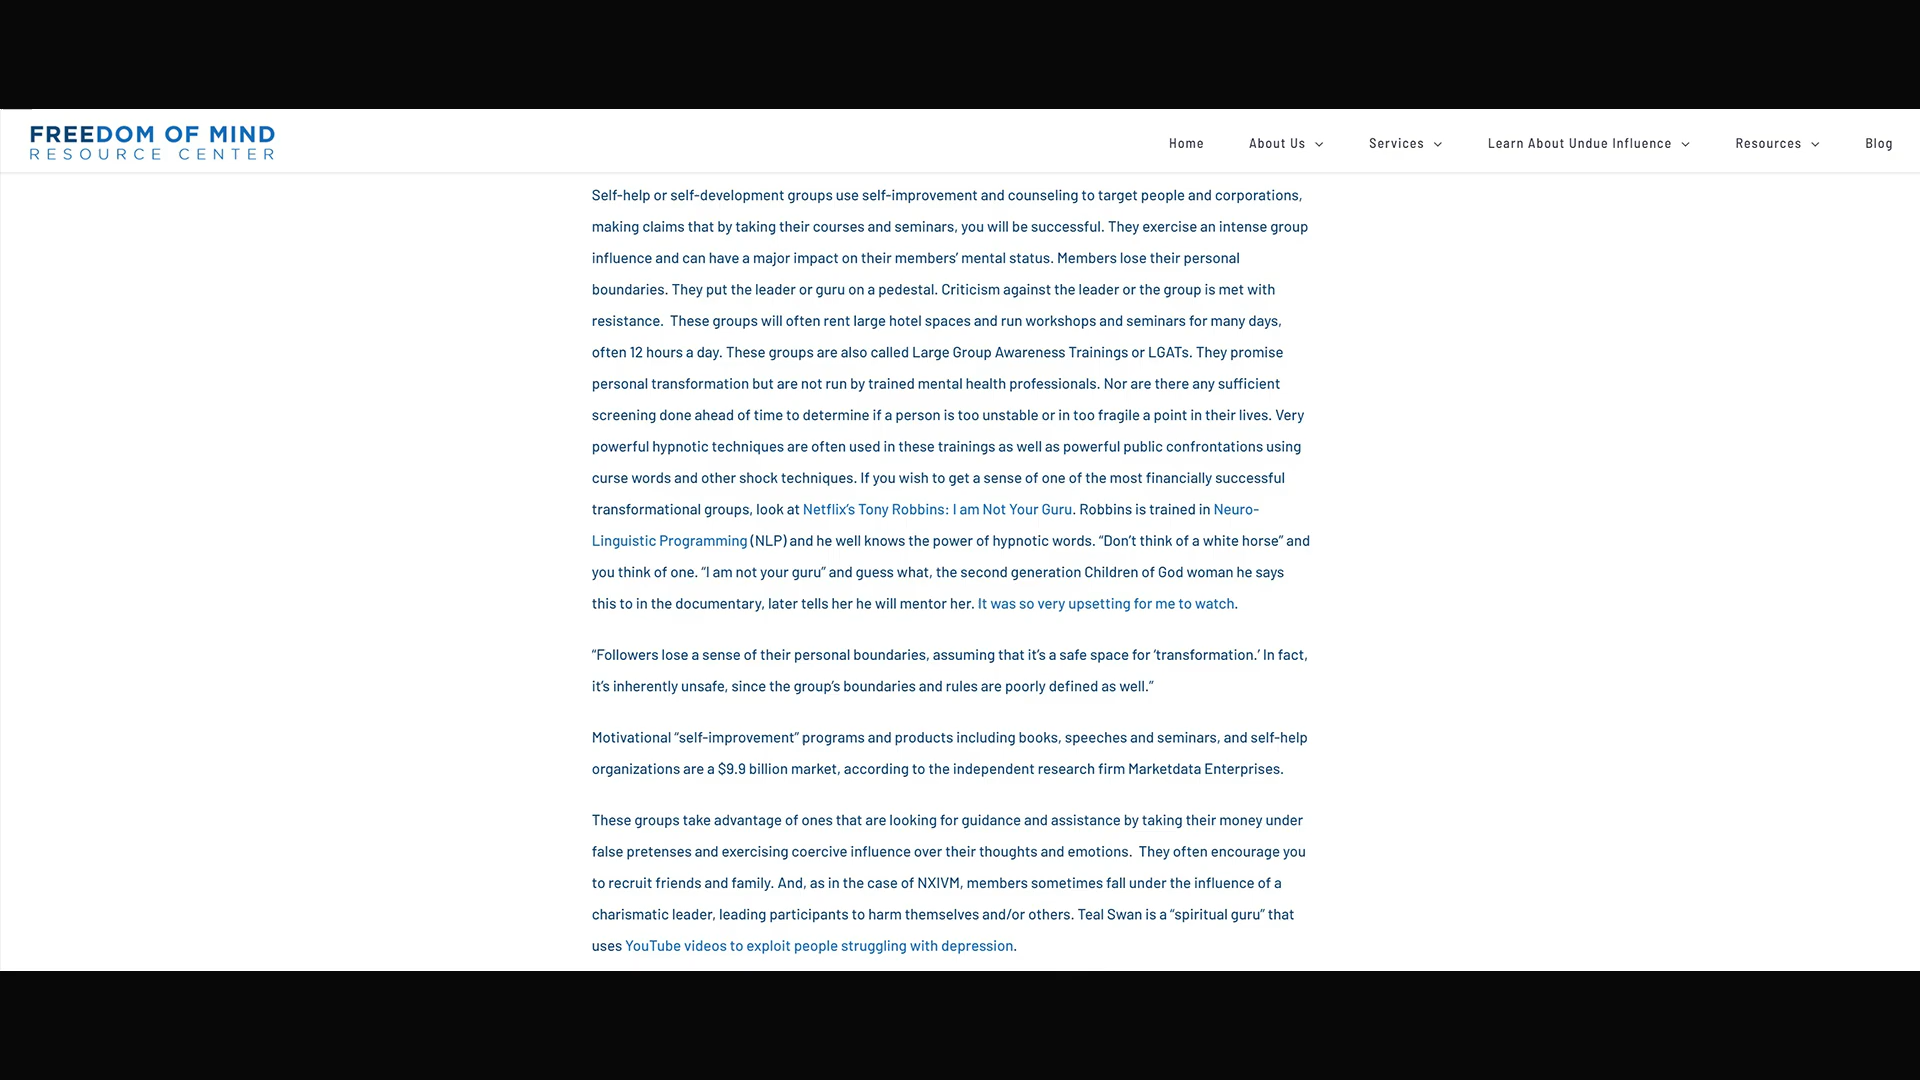 FREEDOM OF MIND
RESOURCE CENTER
Home About Us Services Learn About Undue Influence Resources Blog
Self-help or self-development groups use self-improvement and counseling to target people and corporations,
making claims that by taking their courses and seminars, you will be successful. They exercise an intense group
influence and can have a major impact on their members’ mental status. Members lose their personal
boundaries. They put the leader or guru on a pedestal. Criticism against the leader or the group is met with
resistance.  These groups will often rent large hotel spaces and run workshops and seminars for many days,
often 12 hours a day. These groups are also called Large Group Awareness Trainings or LGATs. They promise
personal transformation but are not run by trained mental health professionals. Nor are there any sufficient
screening done ahead of time to determine if a person is too unstable or in too fragile a point in their lives. Very
powerful hypnotic techniques are often used in these trainings as well as powerful public confrontations using
curse words and other shock techniques. If you wish to get a sense of one of the most financially successful
transformational groups, look at Netflix’s Tony Robbins: I am Not Your Guru. Robbins is trained in Neuro-
Linguistic Programming (NLP) and he well knows the power of hypnotic words. “Don’t think of a white horse” and
you think of one. “I am not your guru” and guess what, the second generation Children of God woman he says
this to in the documentary, later tells her he will mentor her. It was so very upsetting for me to watch.
“Followers lose a sense of their personal boundaries, assuming that it’s a safe space for ‘transformation.’ In fact,
it’s inherently unsafe, since the group’s boundaries and rules are poorly defined as well.”
Motivational “self-improvement” programs and products including books, speeches and seminars, and self-help
organizations are a $9.9 billion market, according to the independent research firm Marketdata Enterprises.
These groups take advantage of ones that are looking for guidance and assistance by taking their money under
false pretenses and exercising coercive influence over their thoughts and emotions.  They often encourage you
to recruit friends and family. And, as in the case of NXIVM, members sometimes fall under the influence of a
charismatic leader, leading participants to harm themselves and/or others. Teal Swan is a “spiritual guru” that
uses YouTube videos to exploit people struggling with depression.